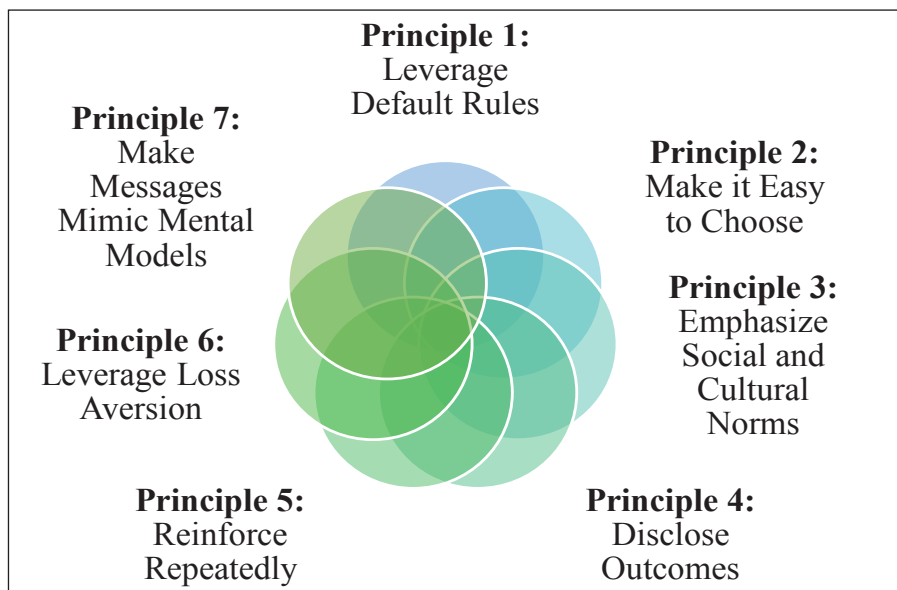 Principle 1:
Leverage
Default Rules
Principle 2:
Make it Easy
to Choose
Principle 3:
Emphasize
Social and
Cultural
Norms
Principle 4:
Disclose
Outcomes
Principle 5:
Reinforce
Repeatedly
Principle 6:
Leverage Loss
Aversion
Principle 7:
Make
Messages
Mimic Mental
Models